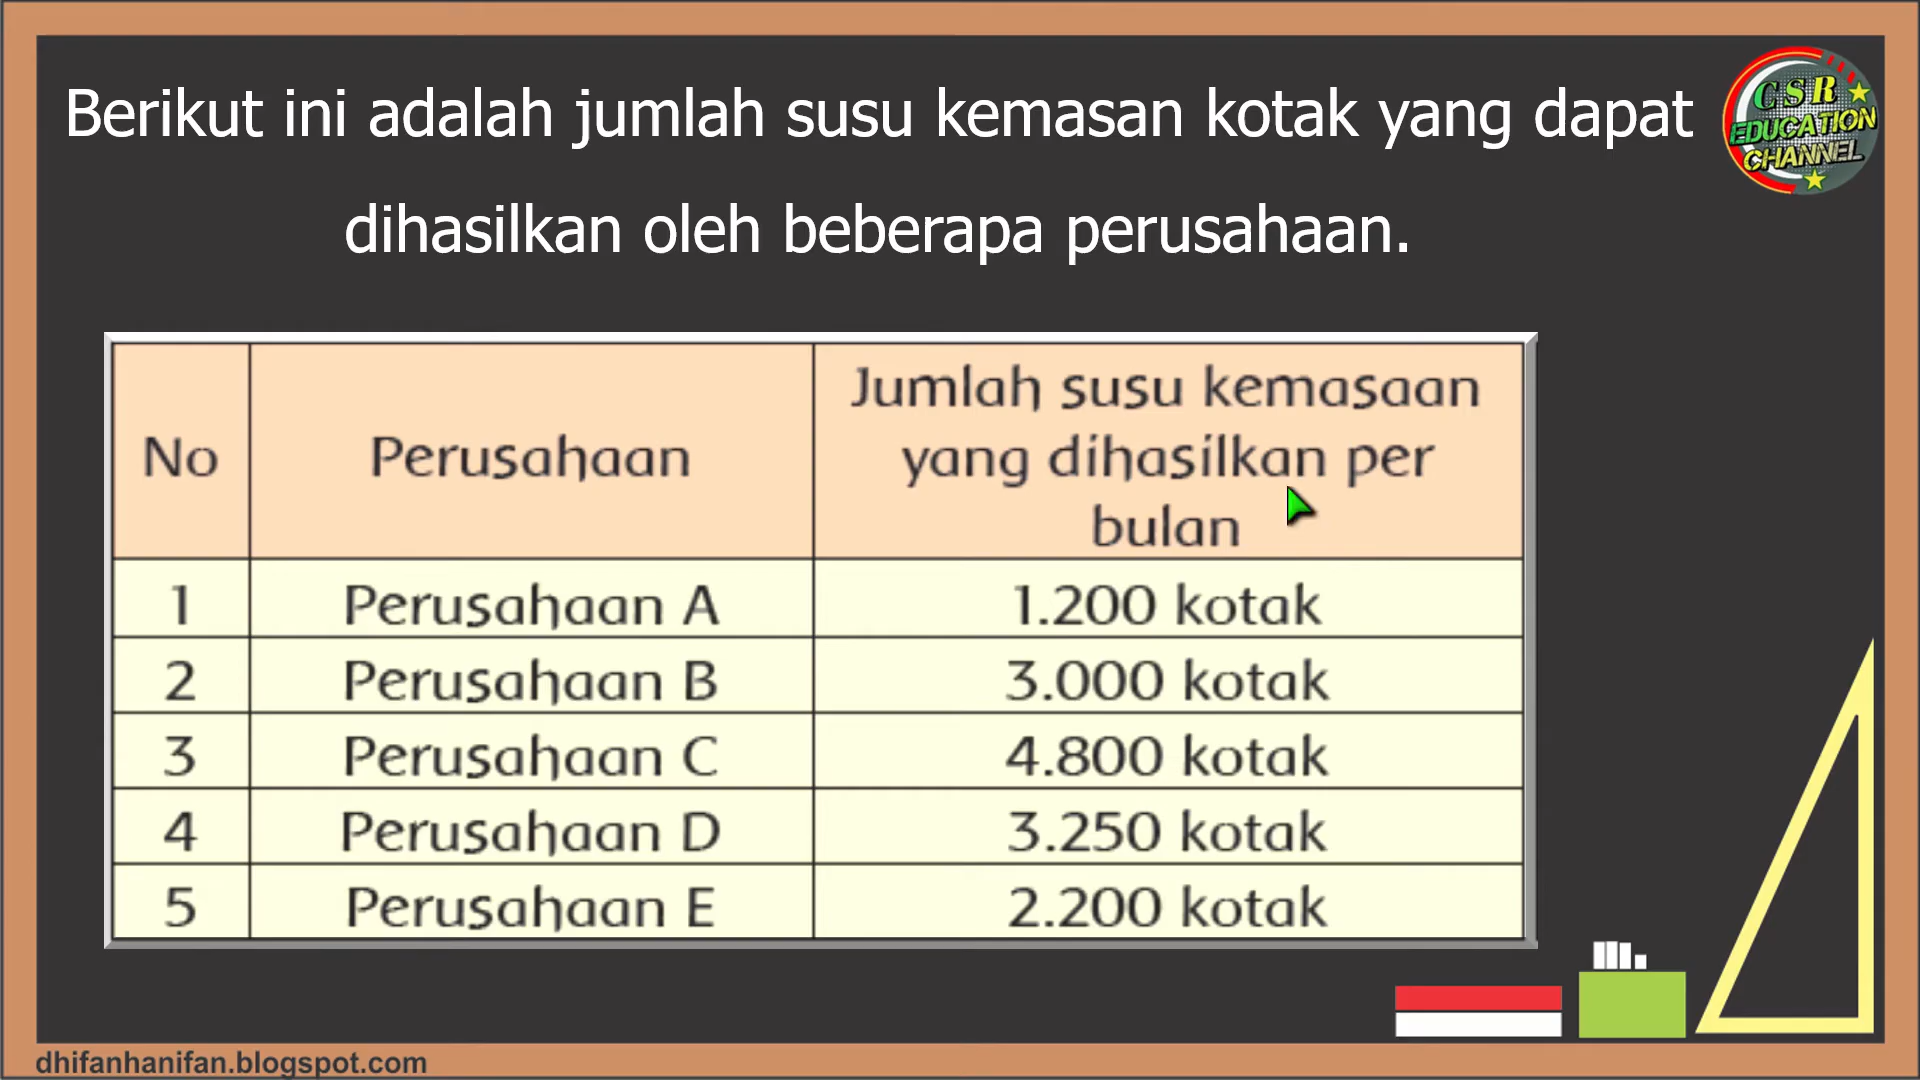 Berikut ini adalah jumlah susu kemasan kotak yang dapat
dihasilkan oleh beberapa perusahaan.
CSR
EDUCATION
CHANNEL
No Perusahaan Jumlah susu kemasaan
yang dihasilkan per
bulan
1 Perusahaan A 1.200 kotak
2 Perusahaan B 3.000 kotak
3 Perusahaan C 4.800 kotak
4 Perusahaan D 3.250 kotak
5 Perusahaan E 2.200 kotak
dhifanhanifan.blogspot.com